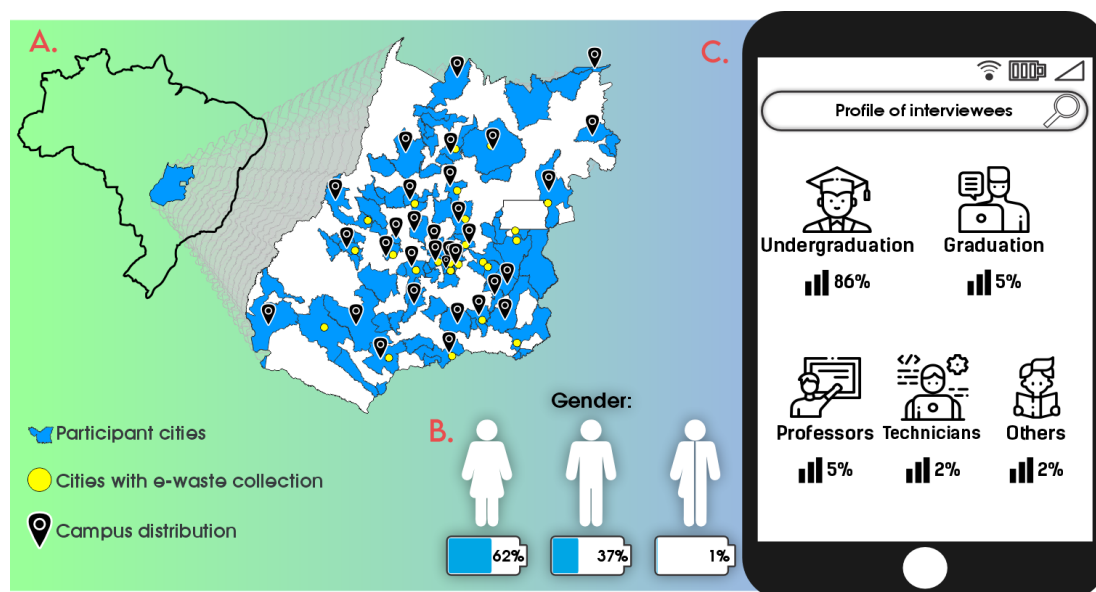 A.
C.
Profile of interviewees
Undergraduation
Graduation
86%
5%
Professors
Technicians
Others
5%
2%
2%
Participant cities
Cities with e-waste collection
Campus distribution
B.
Gender:
62%
37%
1%